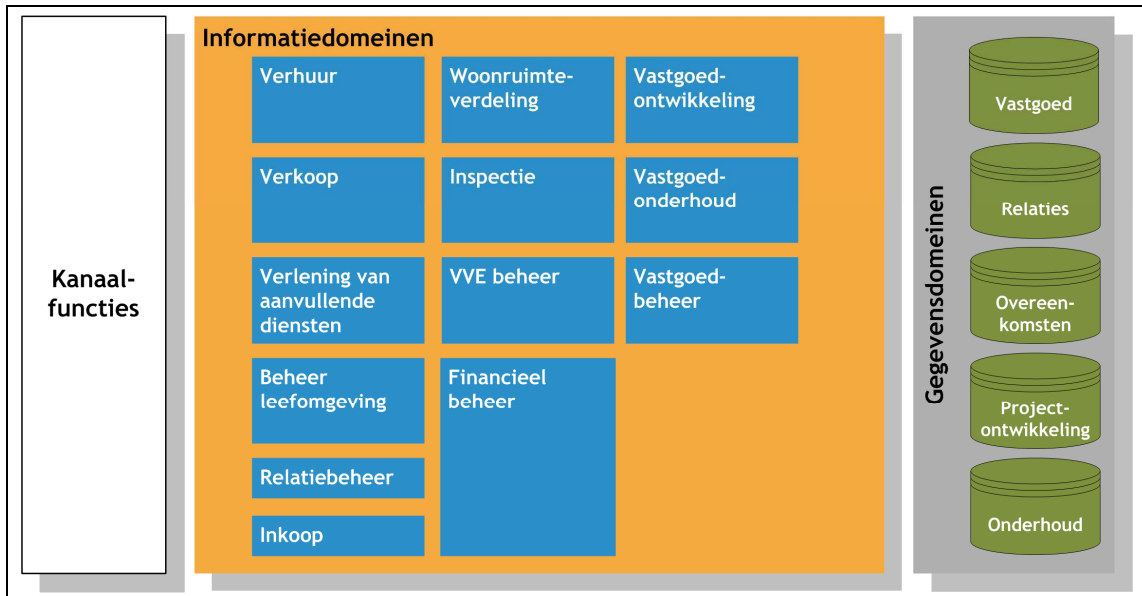 Kanaal-
functies
Informatiedomeinen
Verhuur
Woonruimte-
verdeling
Vastgoed-
ontwikkeling
Verkoop
Inspectie
Vastgoed-
onderhoud
Verlening van
aanvullende
diensten
VVE beheer
Vastgoed-
beheer
Beheer
leefomgeving
Financieel
beheer
Relatiebeheer
Inkoop
Gegevensdomeinen
Vastgoed
Relaties
Overeen-
komsten
Project-
ontwikkeling
Onderhoud